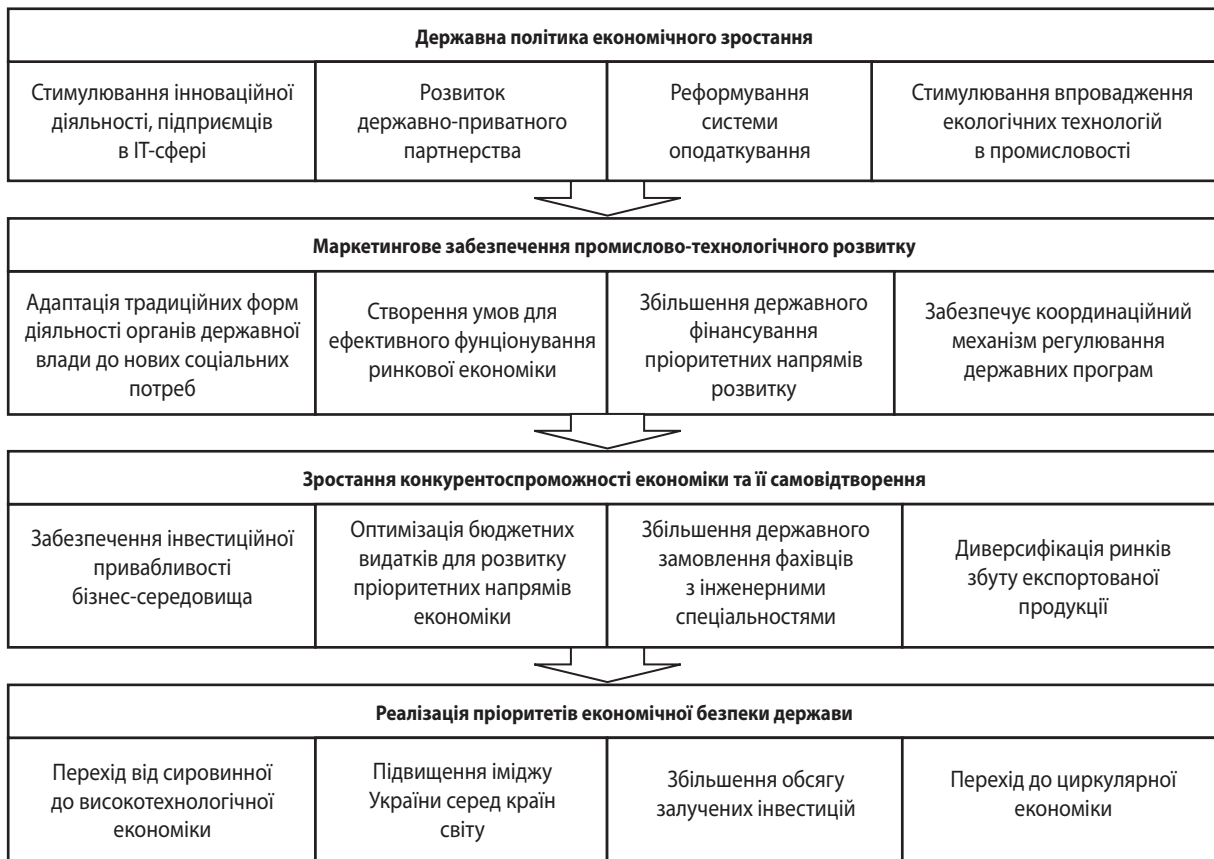 Державна політика економічного зростання
Стимулювання інноваційної
діяльності, підприємців
в ІТ-сфері
Розвиток
державно-приватного
партнерства
Реформування
системи
оподаткування
Стимулювання впровадження
екологічних технологій
в промисловості
Маркетингове забезпечення промислово-технологічного розвитку
Адаптація традиційних форм
діяльності органів державної
влади до нових соціальних
потреб
Створення умов для
ефективного фунціонування
ринкової економіки
Збільшення державного
фінансування
пріоритетних напрямів
розвитку
Забезпечує координаційний
механізм регулювання
державних програм
Зростання конкурентоспроможності економіки та її самовідтворення
Забезпечення інвестиційної
привабливості
бізнес-середовища
Оптимізація бюджетних
видатків для розвитку
пріоритетних напрямів
економіки
Збільшення державного
замовлення фахівців
з інженерними
спеціальностями
Диверсифікація ринків
збуту експортованої
продукції
Реалізація пріоритетів економічної безпеки держави
Перехід від сировинної
до високотехнологічної
економіки
Підвищення іміджу
України серед країн
світу
Збільшення обсягу
залучених інвестицій
Перехід до циркулярної
економіки